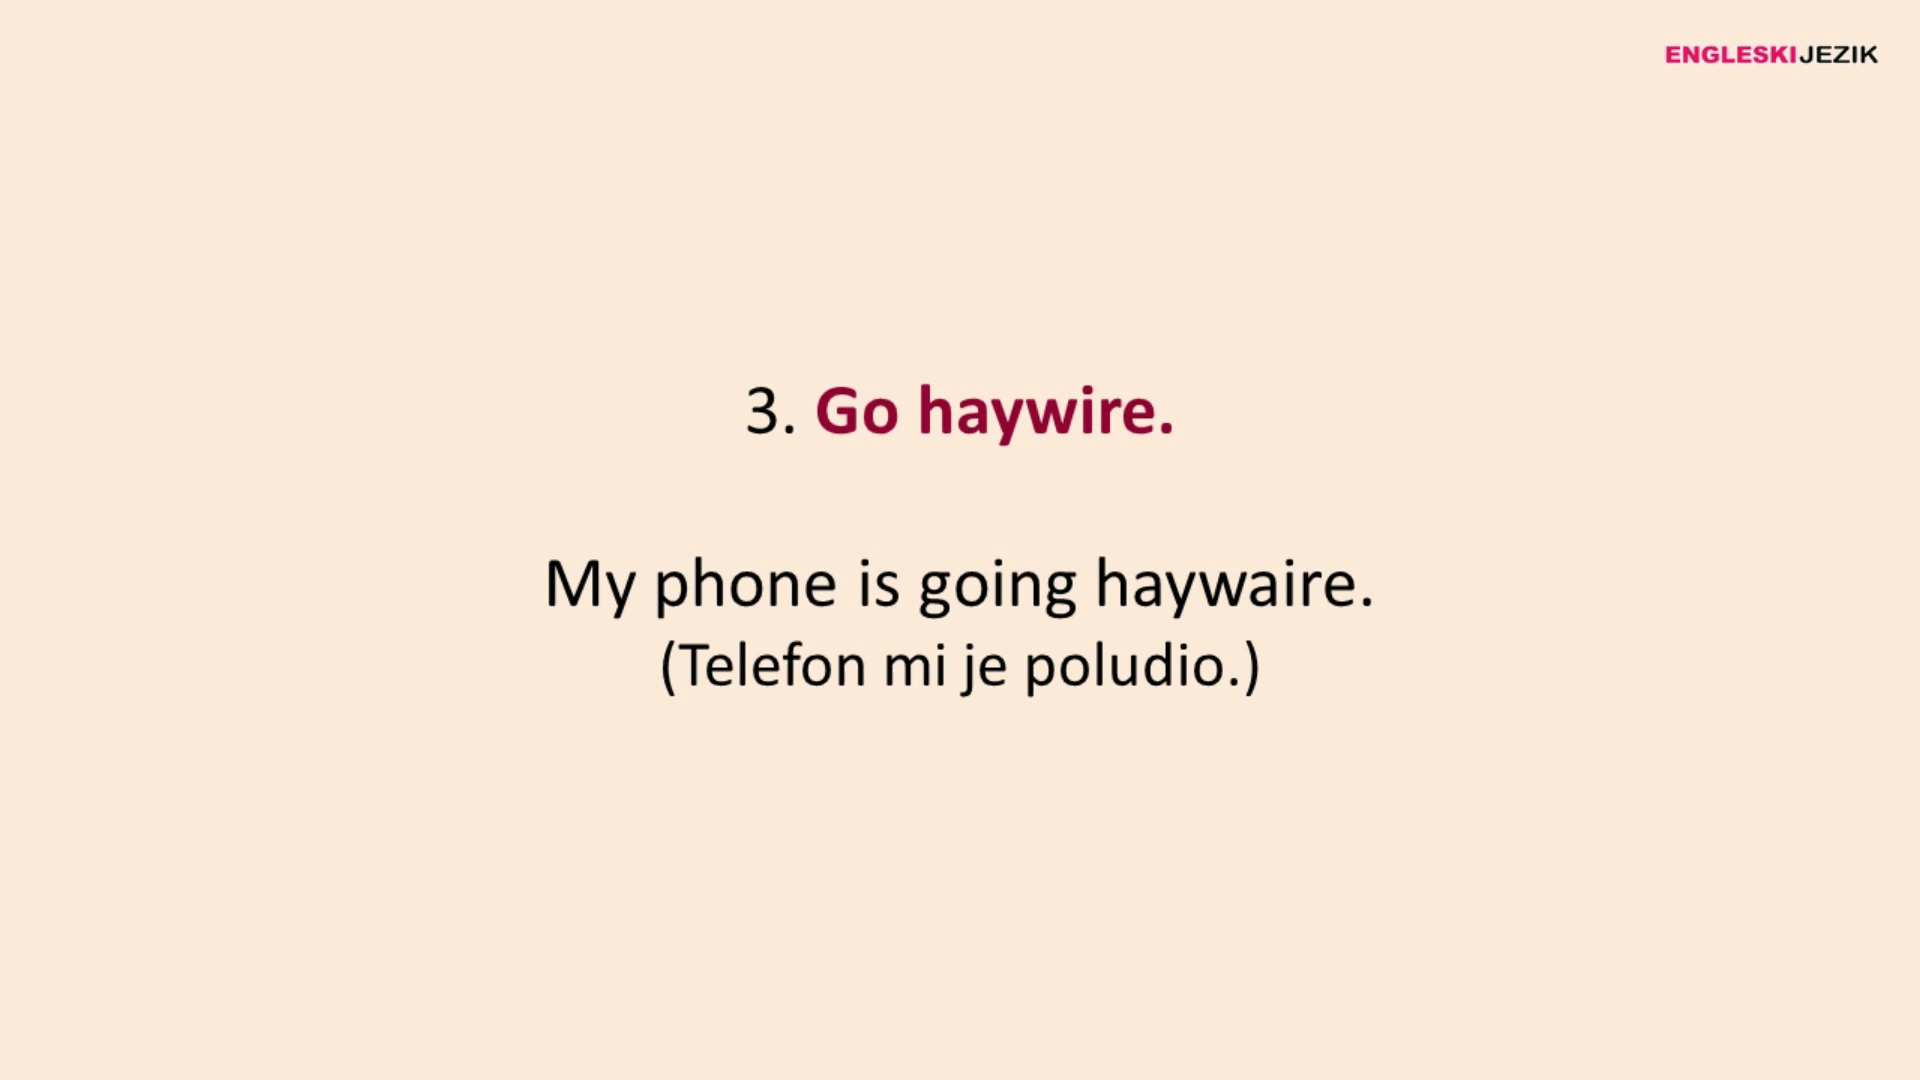 ENGLESKIJEZIK
3. Go haywire.
My phone is going haywaire.
(Telefon mi je poludio.)